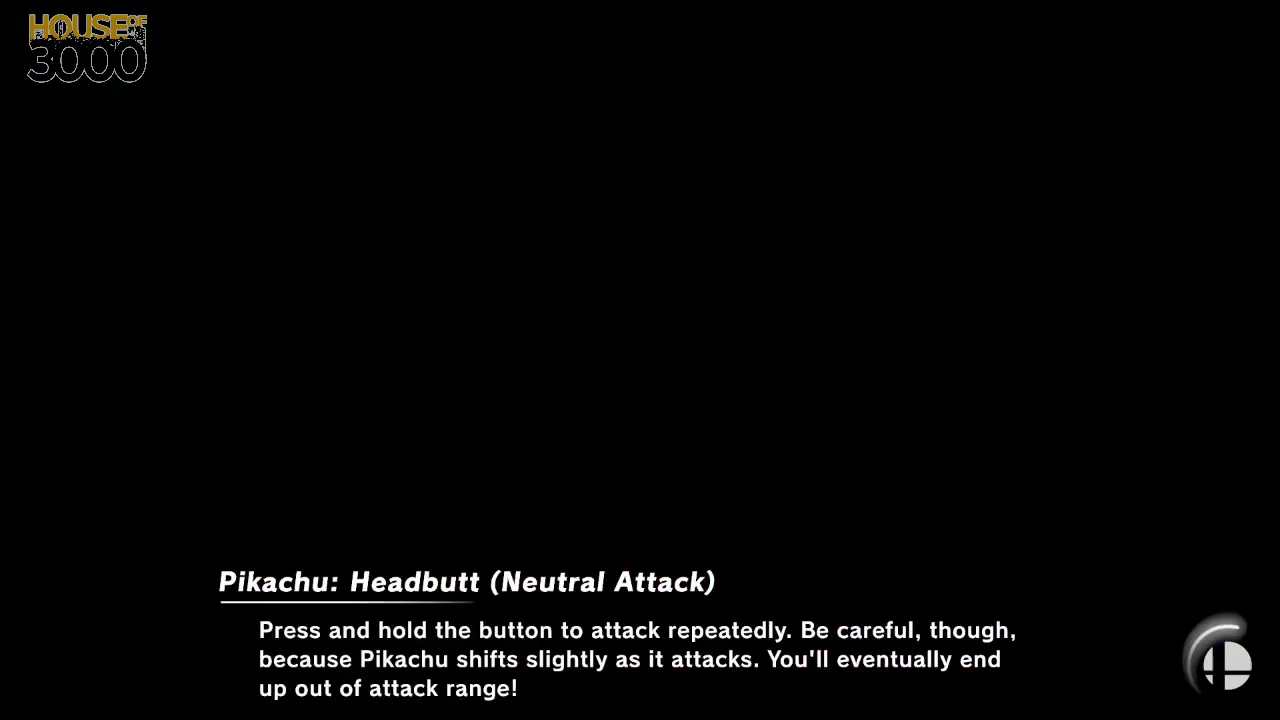 HOUSE OF
3000
Pikachu: Headbutt (Neutral Attack)
Press and hold the button to attack repeatedly. Be careful, though,
because Pikachu shifts slightly as it attacks. You'll eventually end
up out of attack range!